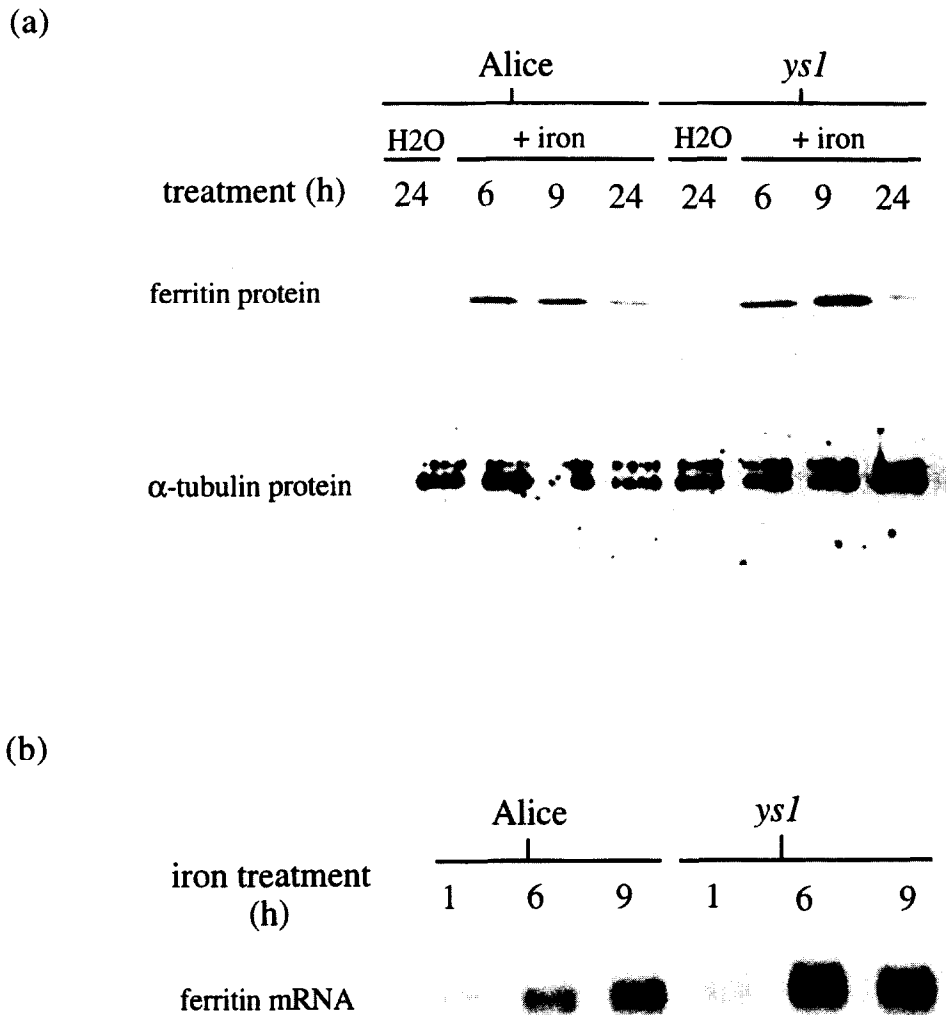 (a)
Alice ys1
H2O + iron H2O + iron
treatment (h) 24 6 9 24 24 6 9 24
ferritin protein
α-tubulin protein
(b)
Alice ys1
iron treatment
(h)
1 6 9 1 6 9
ferritin mRNA